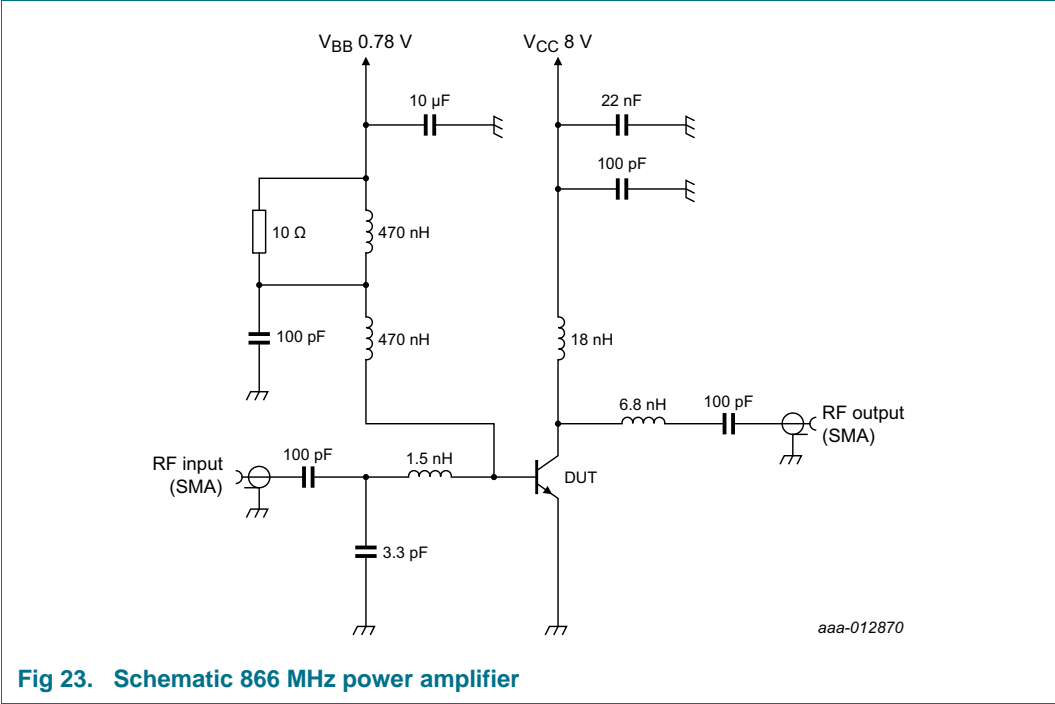 V_BB 0.78 V
V_CC 8 V
10 µF
22 nF
100 pF
10 Ω
470 nH
100 pF
470 nH
18 nH
6.8 nH
100 pF
RF output
(SMA)
RF input
(SMA)
100 pF
1.5 nH
DUT
3.3 pF
aaa-012870
Fig 23. Schematic 866 MHz power amplifier